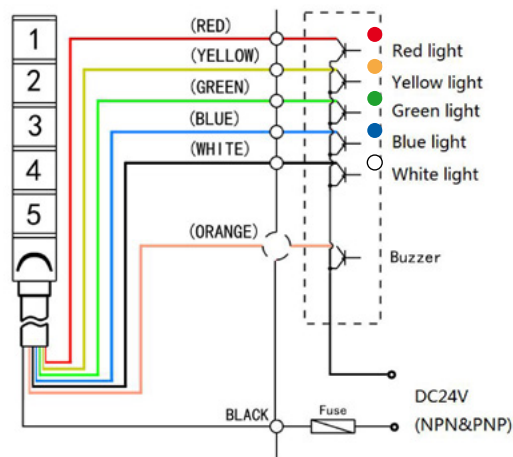 1
2
3
4
5
(RED)
(YELLOW)
(GREEN)
(BLUE)
(WHITE)
(ORANGE)
BLACK
Red light
Yellow light
Green light
Blue light
White light
Buzzer
Fuse
DC24V
(NPN&PNP)